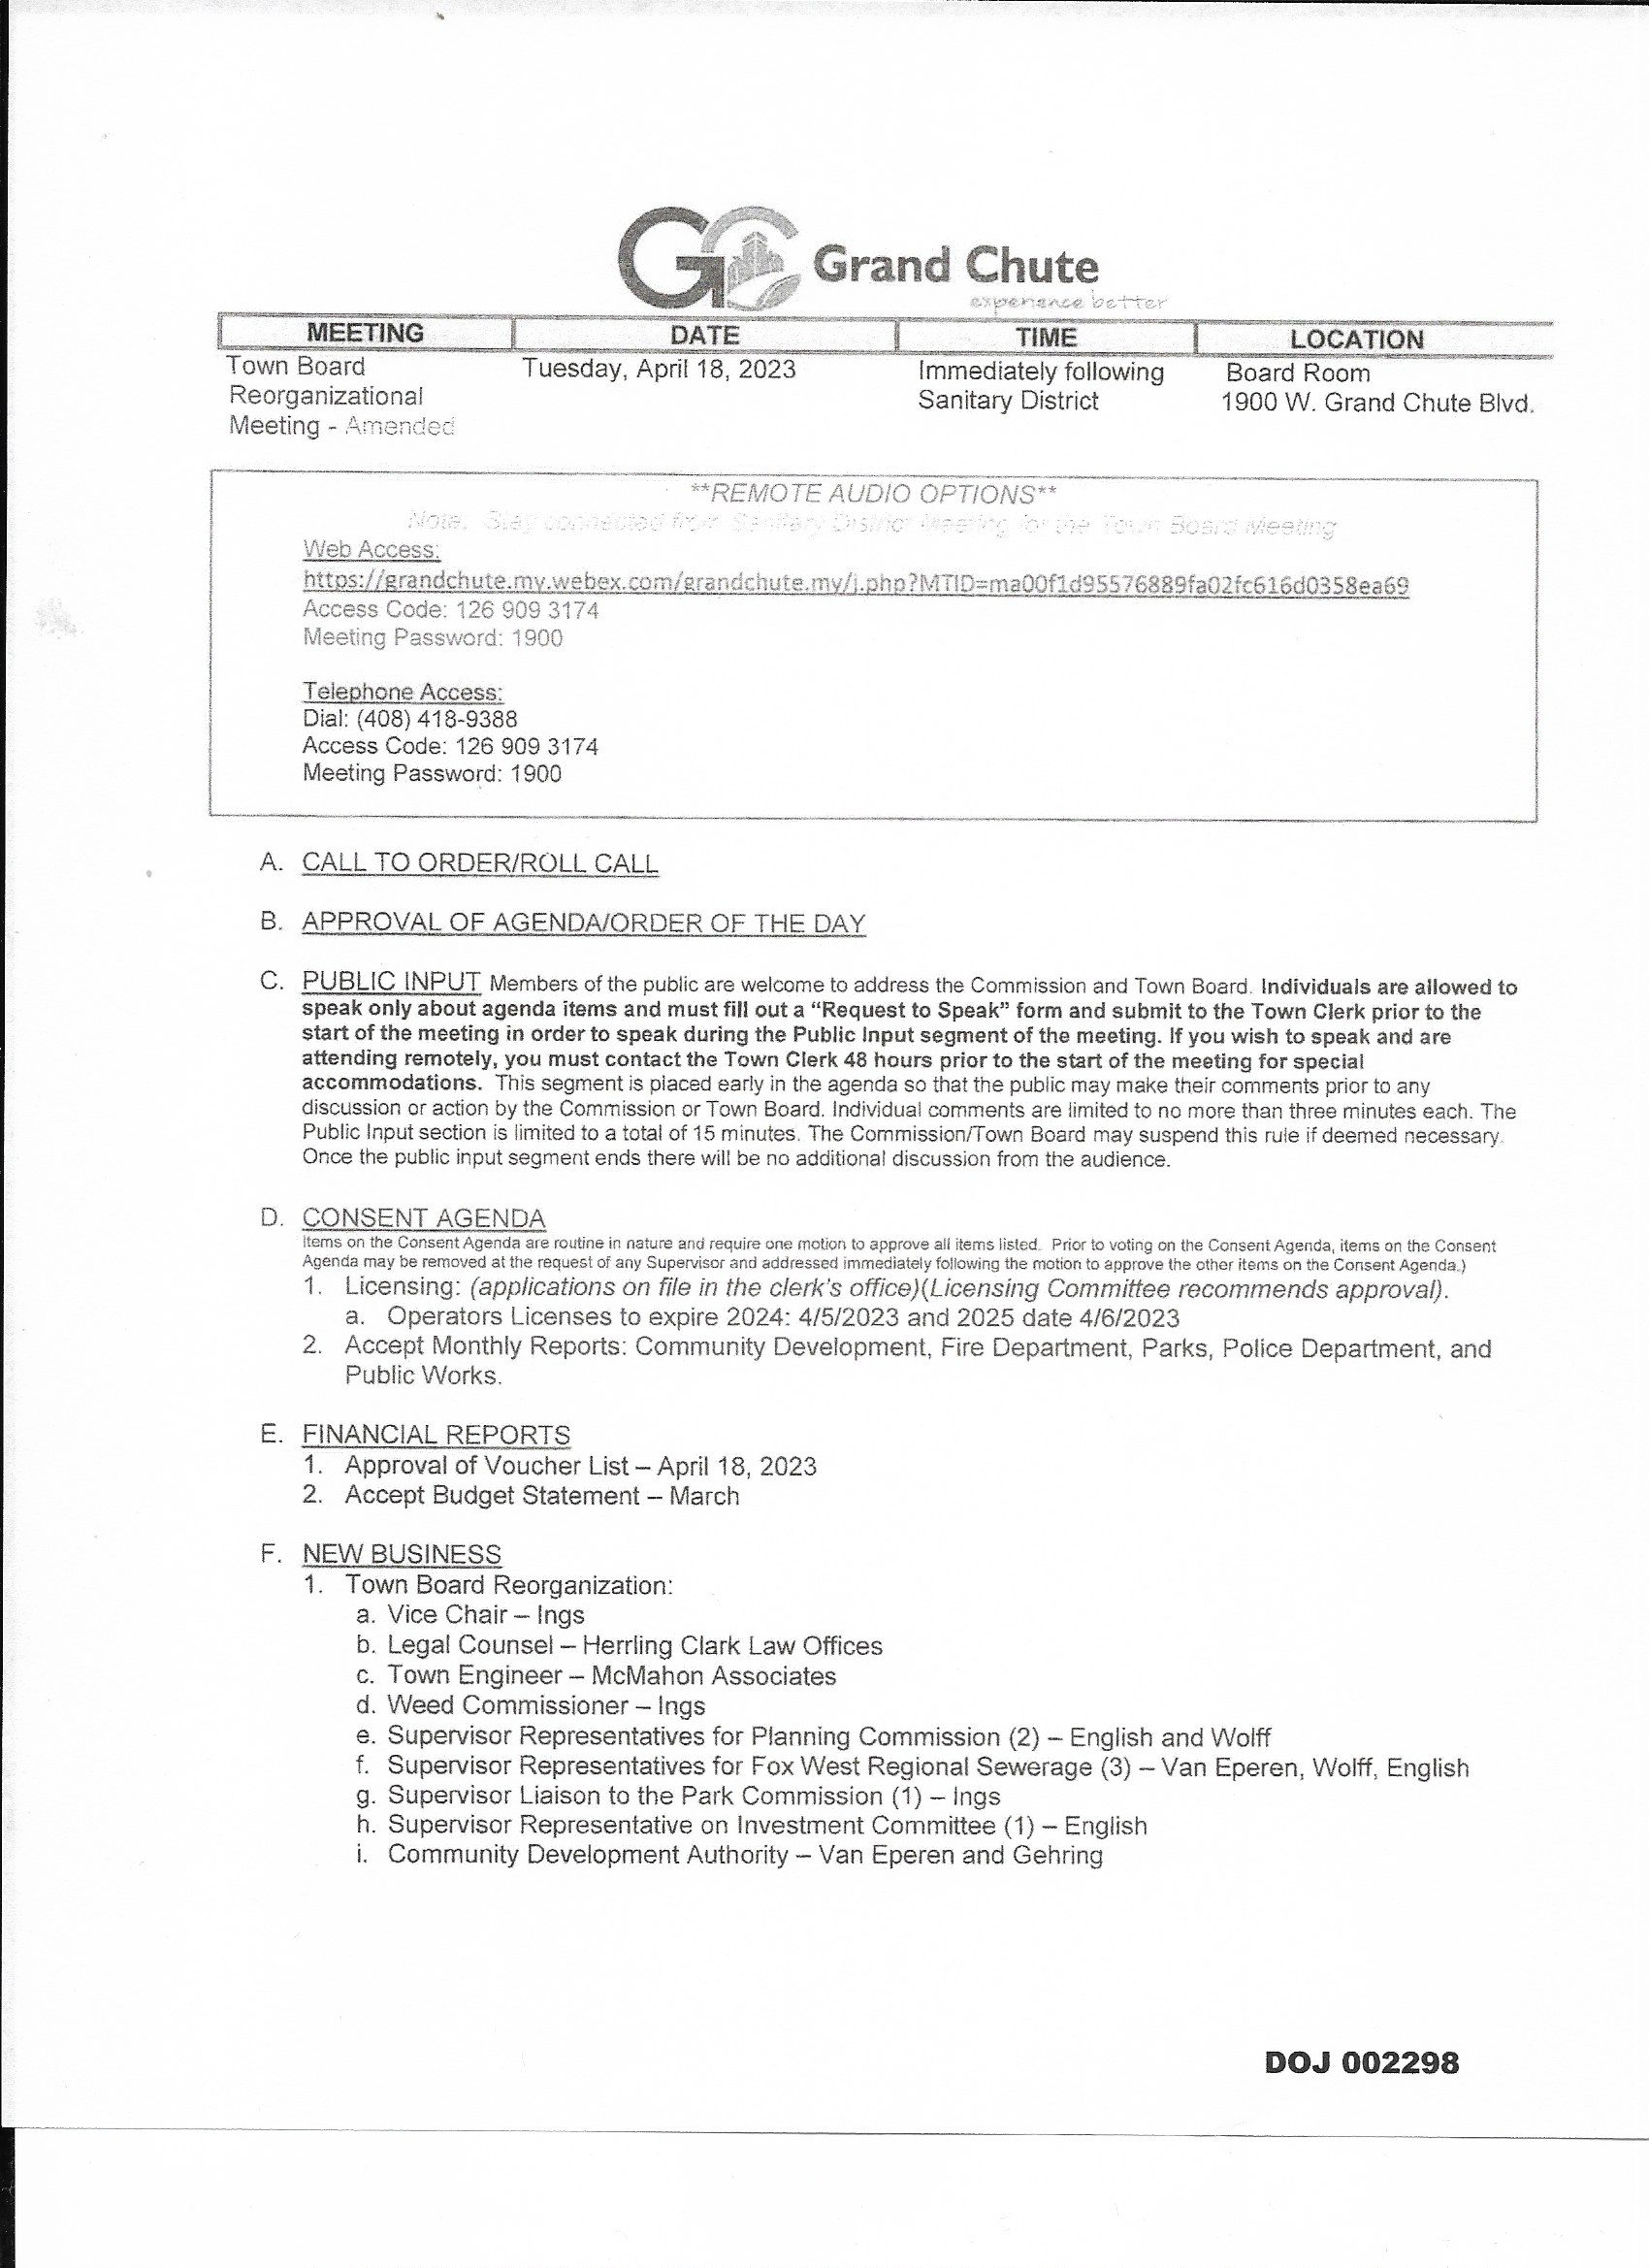 GC Grand Chute
experience better
MEETING DATE TIME LOCATION
Town Board Tuesday, April 18, 2023 Immediately following Board Room
Reorganizational Sanitary District 1900 W. Grand Chute Blvd.
Meeting - Amended
**REMOTE AUDIO OPTIONS**
Note: Stay connected from Sanitary District Meeting for the Town Board Meeting
Web Access:
https://grandchute.my.webex.com/grandchute.my/j.php?MTID=ma00f1d95576889fa02fc616d0358ea69
Access Code: 126 909 3174
Meeting Password: 1900
Telephone Access:
Dial: (408) 418-9388
Access Code: 126 909 3174
Meeting Password: 1900
A. CALL TO ORDER/ROLL CALL
B. APPROVAL OF AGENDA/ORDER OF THE DAY
C. PUBLIC INPUT Members of the public are welcome to address the Commission and Town Board. Individuals are allowed to
speak only about agenda items and must fill out a “Request to Speak” form and submit to the Town Clerk prior to the
start of the meeting in order to speak during the Public Input segment of the meeting. If you wish to speak and are
attending remotely, you must contact the Town Clerk 48 hours prior to the start of the meeting for special
accommodations. This segment is placed early in the agenda so that the public may make their comments prior to any
discussion or action by the Commission or Town Board. Individual comments are limited to no more than three minutes each. The
Public Input section is limited to a total of 15 minutes. The Commission/Town Board may suspend this rule if deemed necessary.
Once the public input segment ends there will be no additional discussion from the audience.
D. CONSENT AGENDA
Items on the Consent Agenda are routine in nature and require one motion to approve all items listed. Prior to voting on the Consent Agenda, items on the Consent
Agenda may be removed at the request of any Supervisor and addressed immediately following the motion to approve the other items on the Consent Agenda.)
1. Licensing: (applications on file in the clerk's office)(Licensing Committee recommends approval).
a. Operators Licenses to expire 2024: 4/5/2023 and 2025 date 4/6/2023
2. Accept Monthly Reports: Community Development, Fire Department, Parks, Police Department, and
Public Works.
E. FINANCIAL REPORTS
1. Approval of Voucher List – April 18, 2023
2. Accept Budget Statement – March
F. NEW BUSINESS
1. Town Board Reorganization:
a. Vice Chair – Ings
b. Legal Counsel – Herrling Clark Law Offices
c. Town Engineer – McMahon Associates
d. Weed Commissioner – Ings
e. Supervisor Representatives for Planning Commission (2) – English and Wolff
f. Supervisor Representatives for Fox West Regional Sewerage (3) – Van Eperen, Wolff, English
g. Supervisor Liaison to the Park Commission (1) – Ings
h. Supervisor Representative on Investment Committee (1) – English
i. Community Development Authority – Van Eperen and Gehring
DOJ 002298